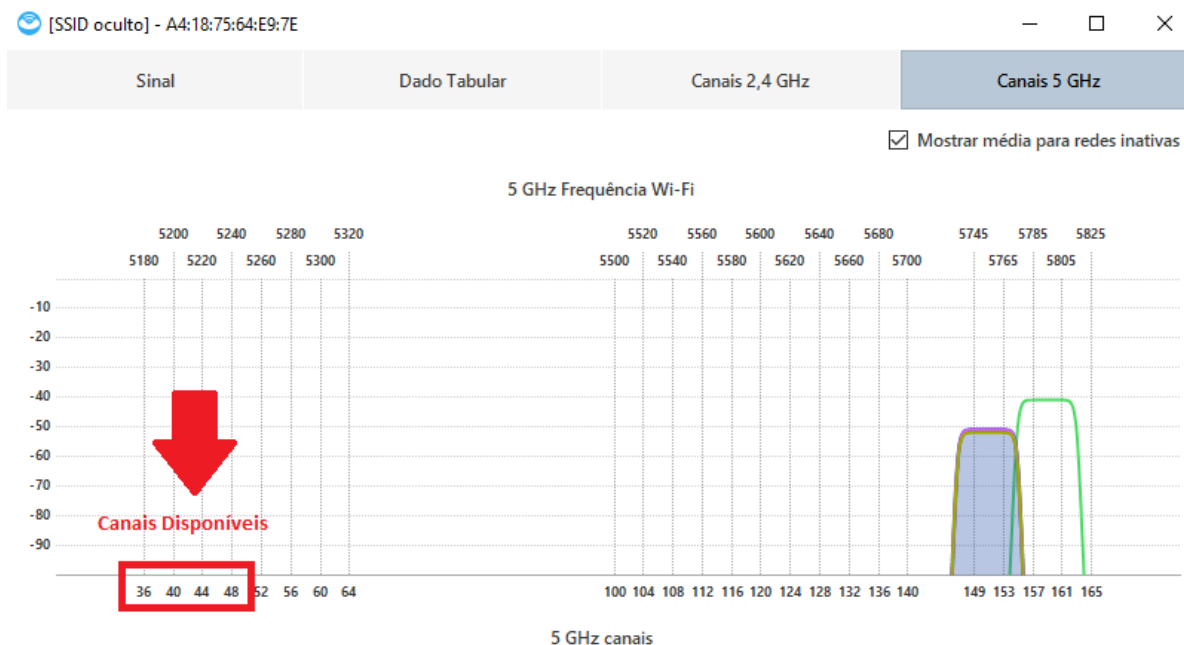 [SSID oculto] - A4:18:75:64:E9:7E
Sinal Dado Tabular Canais 2,4 GHz Canais 5 GHz
Mostrar média para redes inativas
5 GHz Frequência Wi-Fi
5200 5240 5280 5320 5520 5560 5600 5640 5680 5745 5785 5825
5180 5220 5260 5300 5500 5540 5580 5620 5660 5700 5765 5805
-10
-20
-30
-40
-50
-60
-70
-80
Canais Disponíveis
-90
36 40 44 48 52 56 60 64 100 104 108 112 116 120 124 128 132 136 140 149 153 157 161 165
5 GHz canais